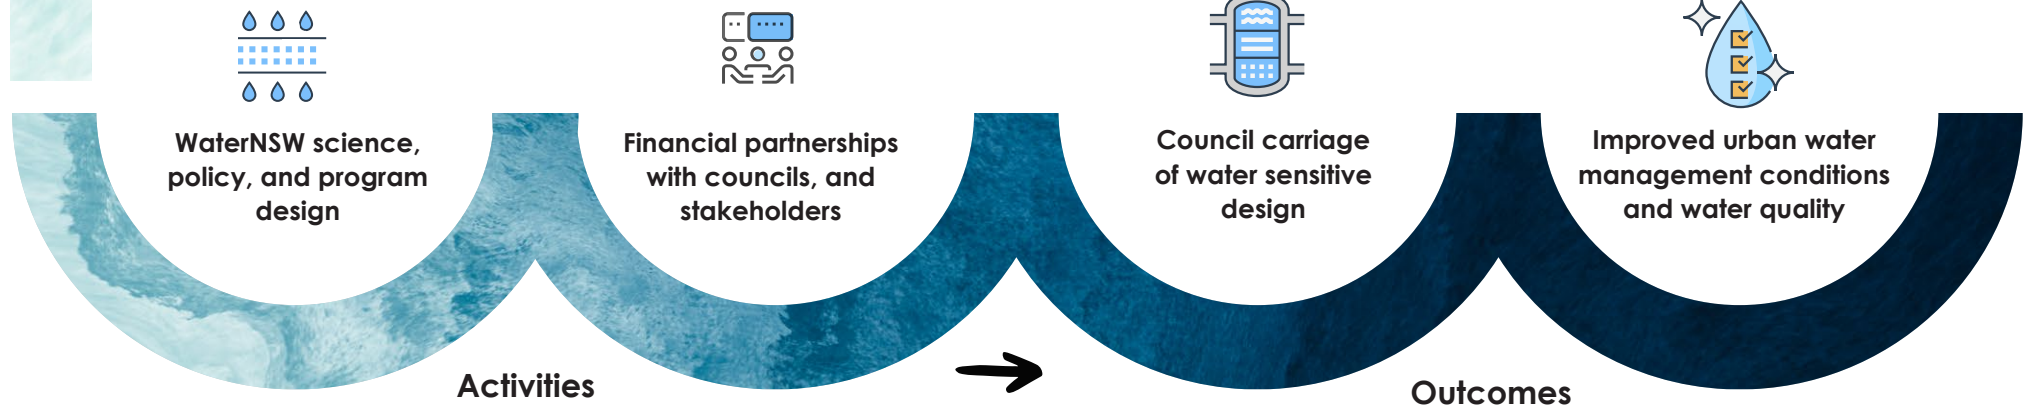 WaterNSW science,
policy, and program
design
Financial partnerships
with councils, and
stakeholders
Council carriage
of water sensitive
design
Improved urban water
management conditions
and water quality
Activities
Outcomes